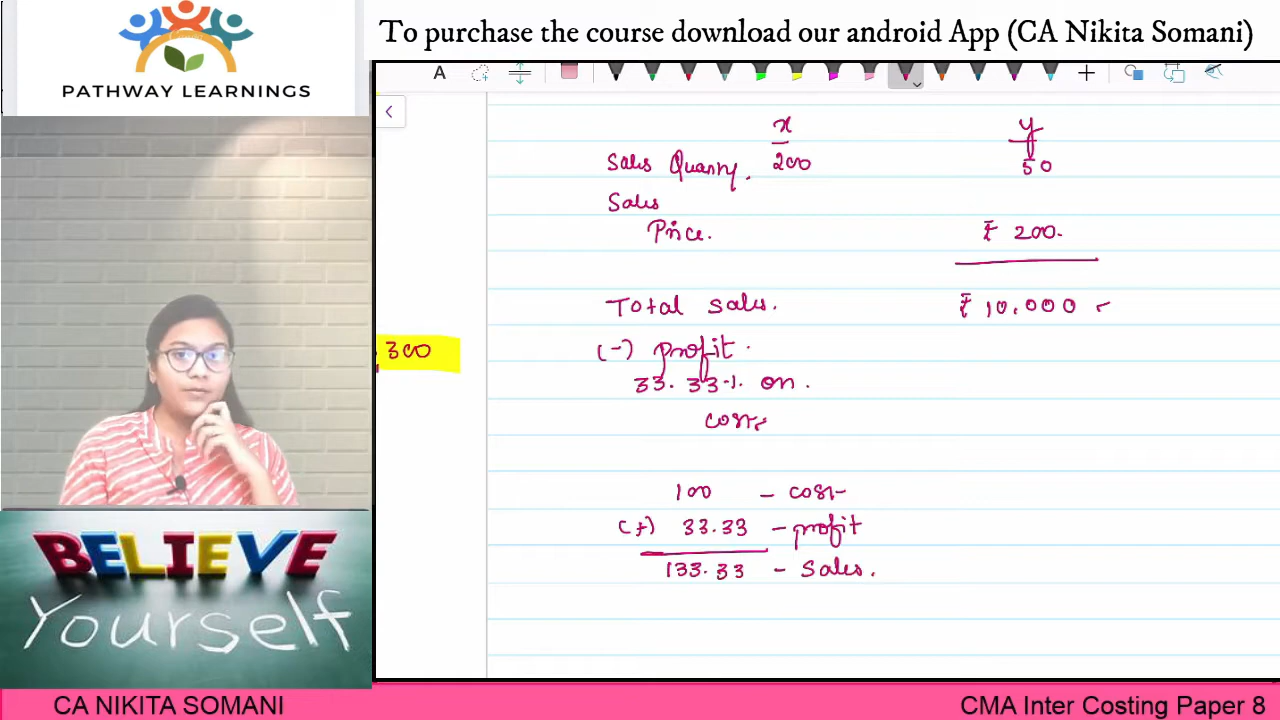 To purchase the course download our android App (CA Nikita Somani)
PATHWAY LEARNINGS
A
x y
Sales Quanty. 200 50
Sales
Price. ₹ 200.
Total Sales. ₹ 10,000
300
(-) profit.
33.33% on.
cost
100 - cost
(+) 33.33 - profit
133.33 - Sales.
BELIEVE
Yourself
CA NIKITA SOMANI
CMA Inter Costing Paper 8